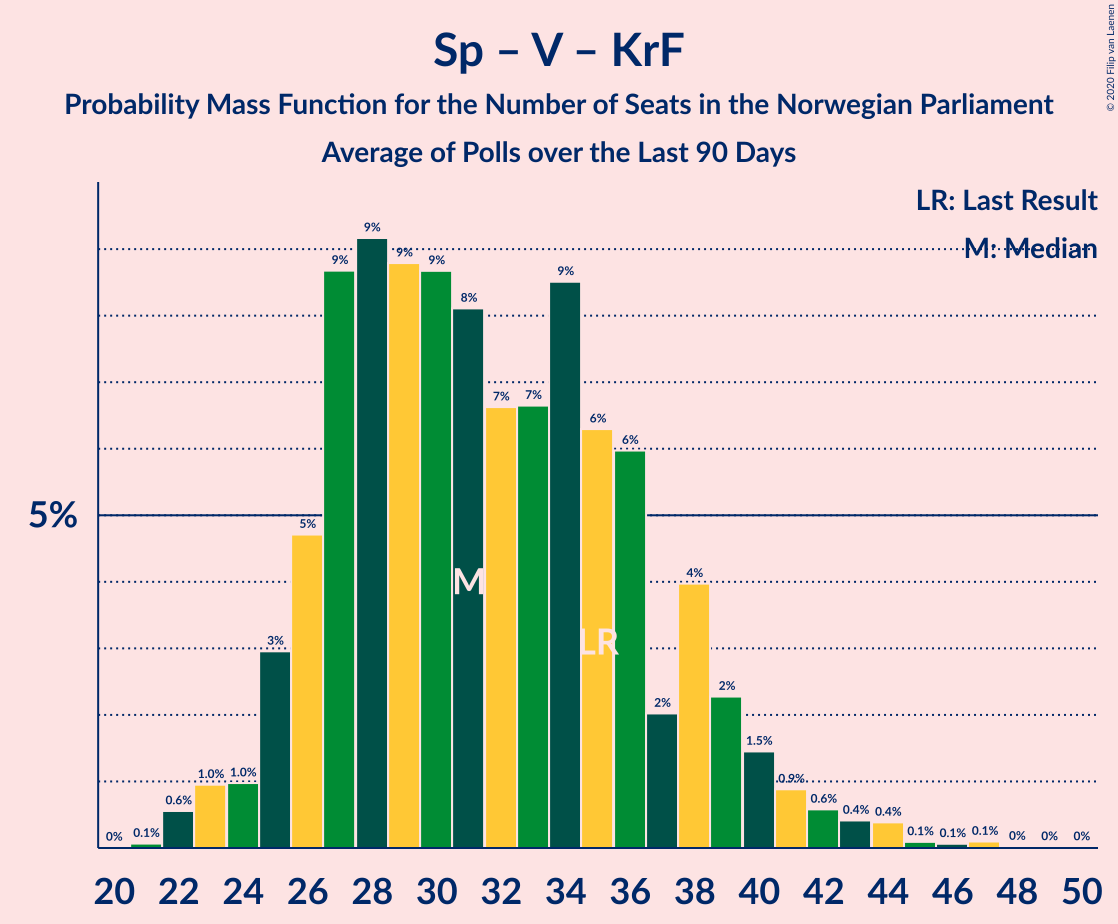 Sp – V – KrF
Probability Mass Function for the Number of Seats in the Norwegian Parliament
Average of Polls over the Last 90 Days
© 2020 Filip van Laenen
LR: Last Result
M: Median
5%
0% 0.1% 0.6% 1.0% 1.0% 3% 5% 9% 9% 9% 9% 8% 7% 7% 9% 6% 6% 2% 4% 2% 1.5% 0.9% 0.6% 0.4% 0.4% 0.1% 0.1% 0.1% 0% 0% 0%
M
LR
20 22 24 26 28 30 32 34 36 38 40 42 44 46 48 50